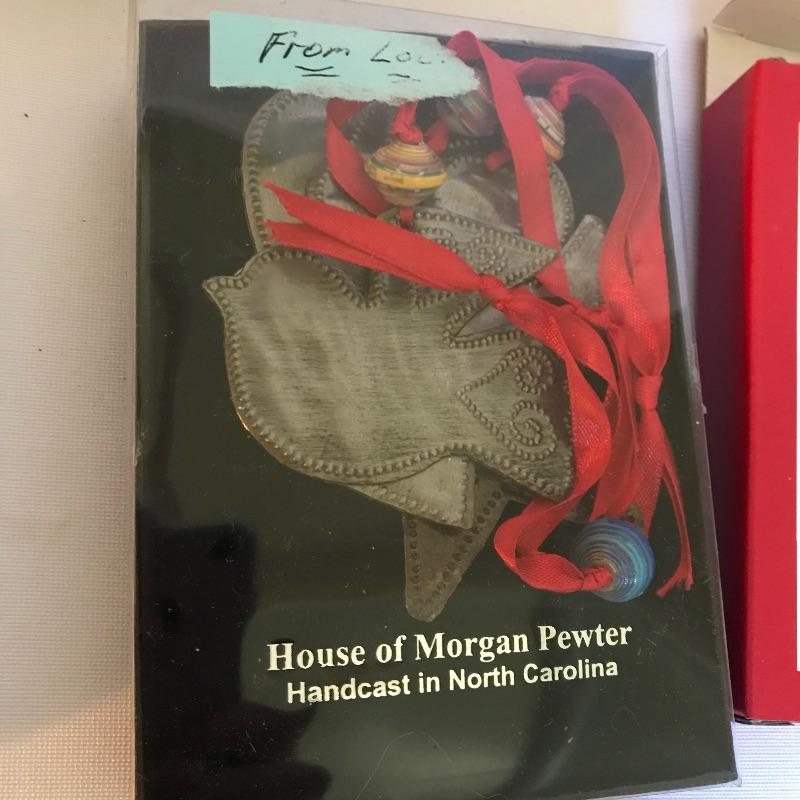 From
House of Morgan Pewter
Handcast in North Carolina